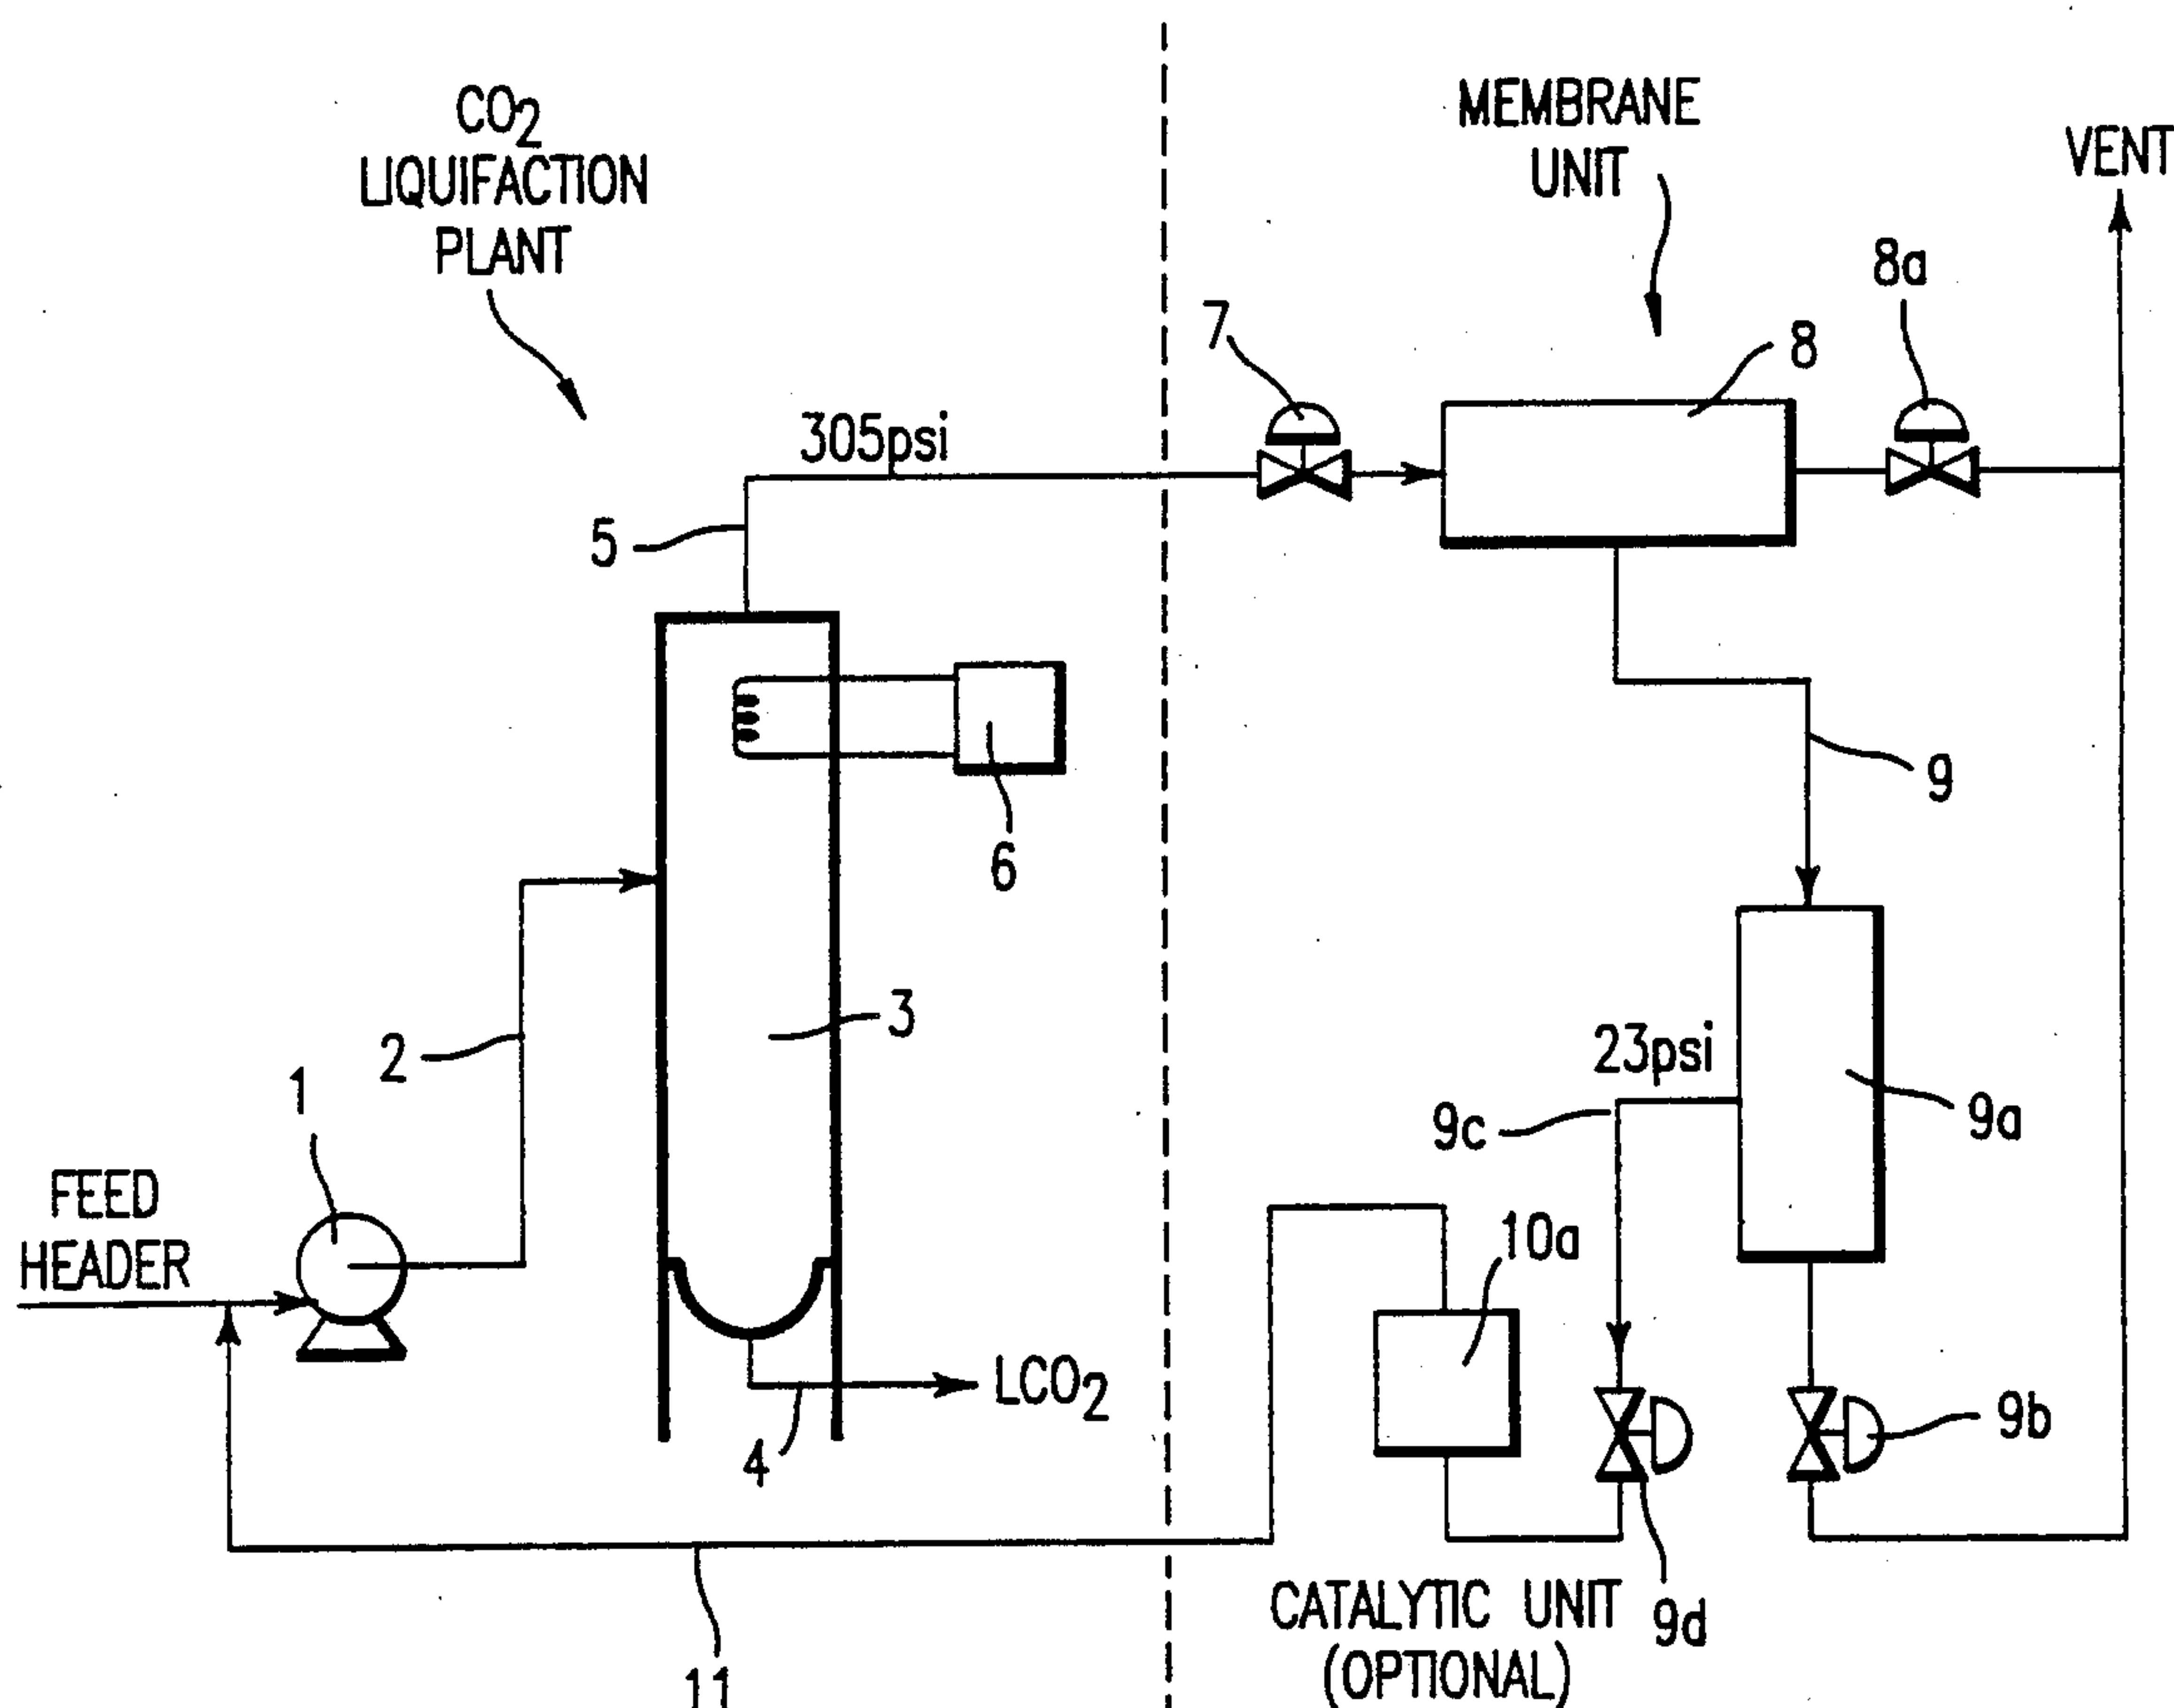 CO2
LIQUIFACTION
PLANT
MEMBRANE
UNIT
VENT
8a
7
8
305psi
5
9
6
3
2
23psi
1
9c
9a
FEED
HEADER
10a
LCO2
9b
4
CATALYTIC UNIT
(OPTIONAL)
9d
11